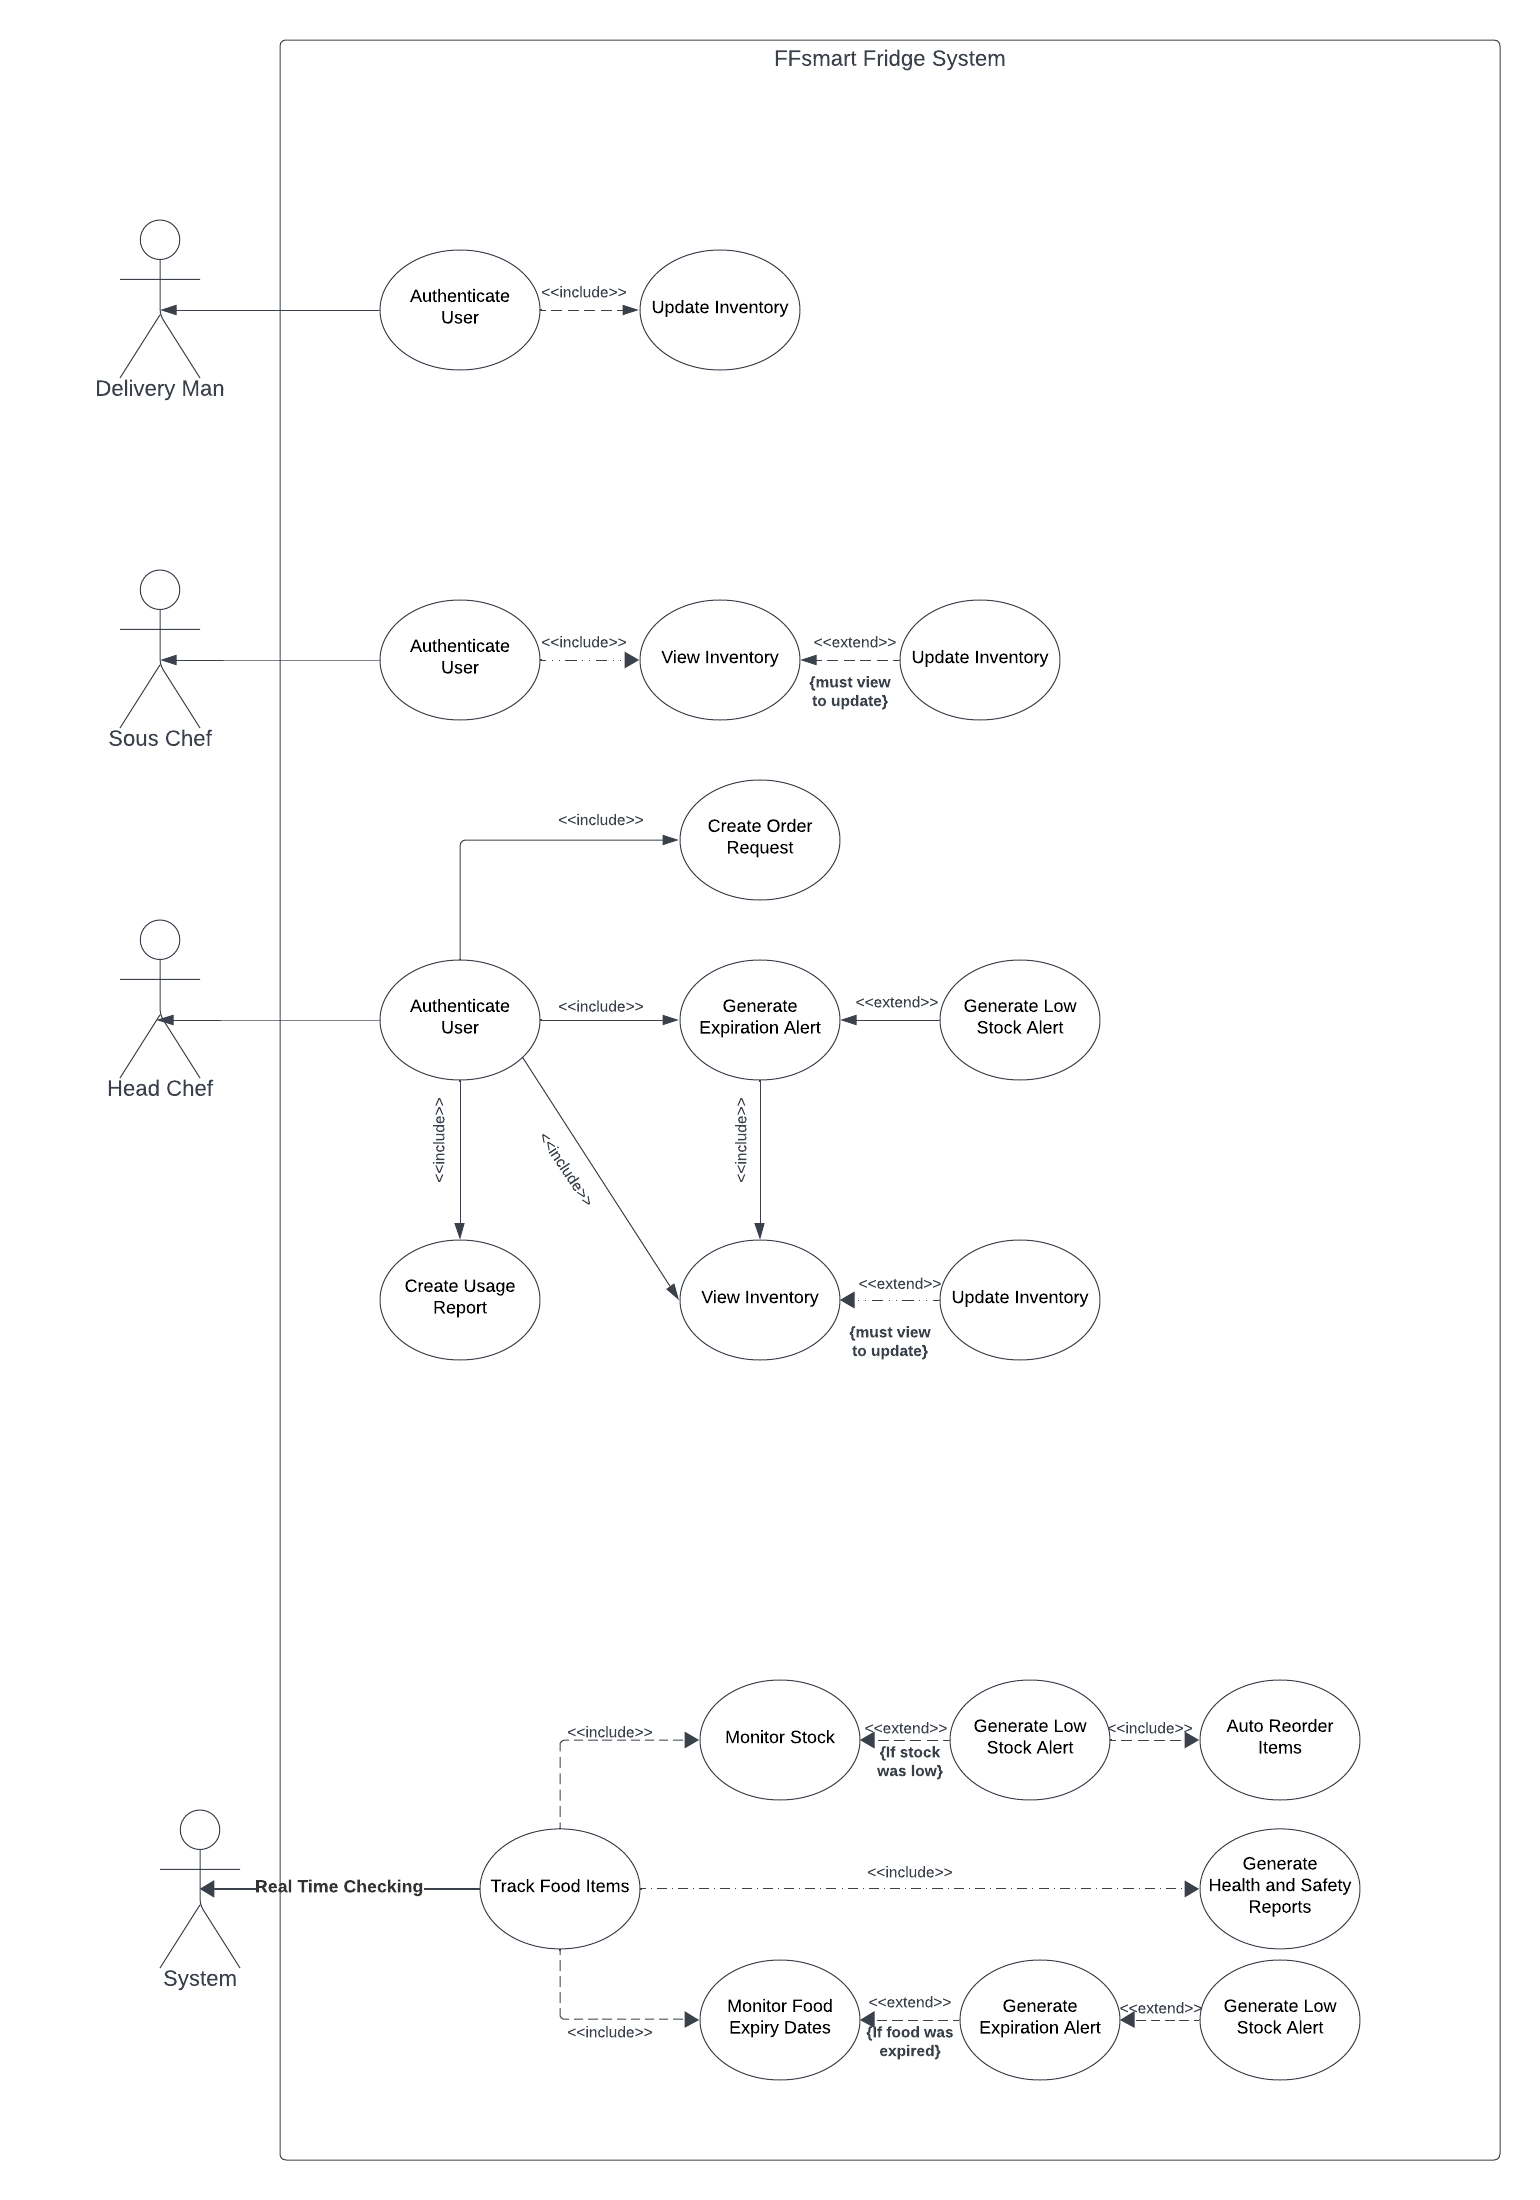 FFsmart Fridge System
Authenticate
User
<<include>>
Update Inventory
Delivery Man
Authenticate
User
<<include>>
View Inventory
<<extend>>
{must view
to update}
Update Inventory
Sous Chef
<<include>>
Create Order
Request
Authenticate
User
<<include>>
Generate
Expiration Alert
<<extend>>
Generate Low
Stock Alert
Head Chef
<<include>>
<<include>>
<<include>>
Create Usage
Report
View Inventory
<<extend>>
{must view
to update}
Update Inventory
<<include>>
Monitor Stock
<<extend>>
{If stock
was low}
Generate Low
Stock Alert
<<include>>
Auto Reorder
Items
Real Time Checking
Track Food Items
<<include>>
Generate
Health and Safety
Reports
System
<<include>>
Monitor Food
Expiry Dates
<<extend>>
{If food was
expired}
Generate
Expiration Alert
<<extend>>
Generate Low
Stock Alert